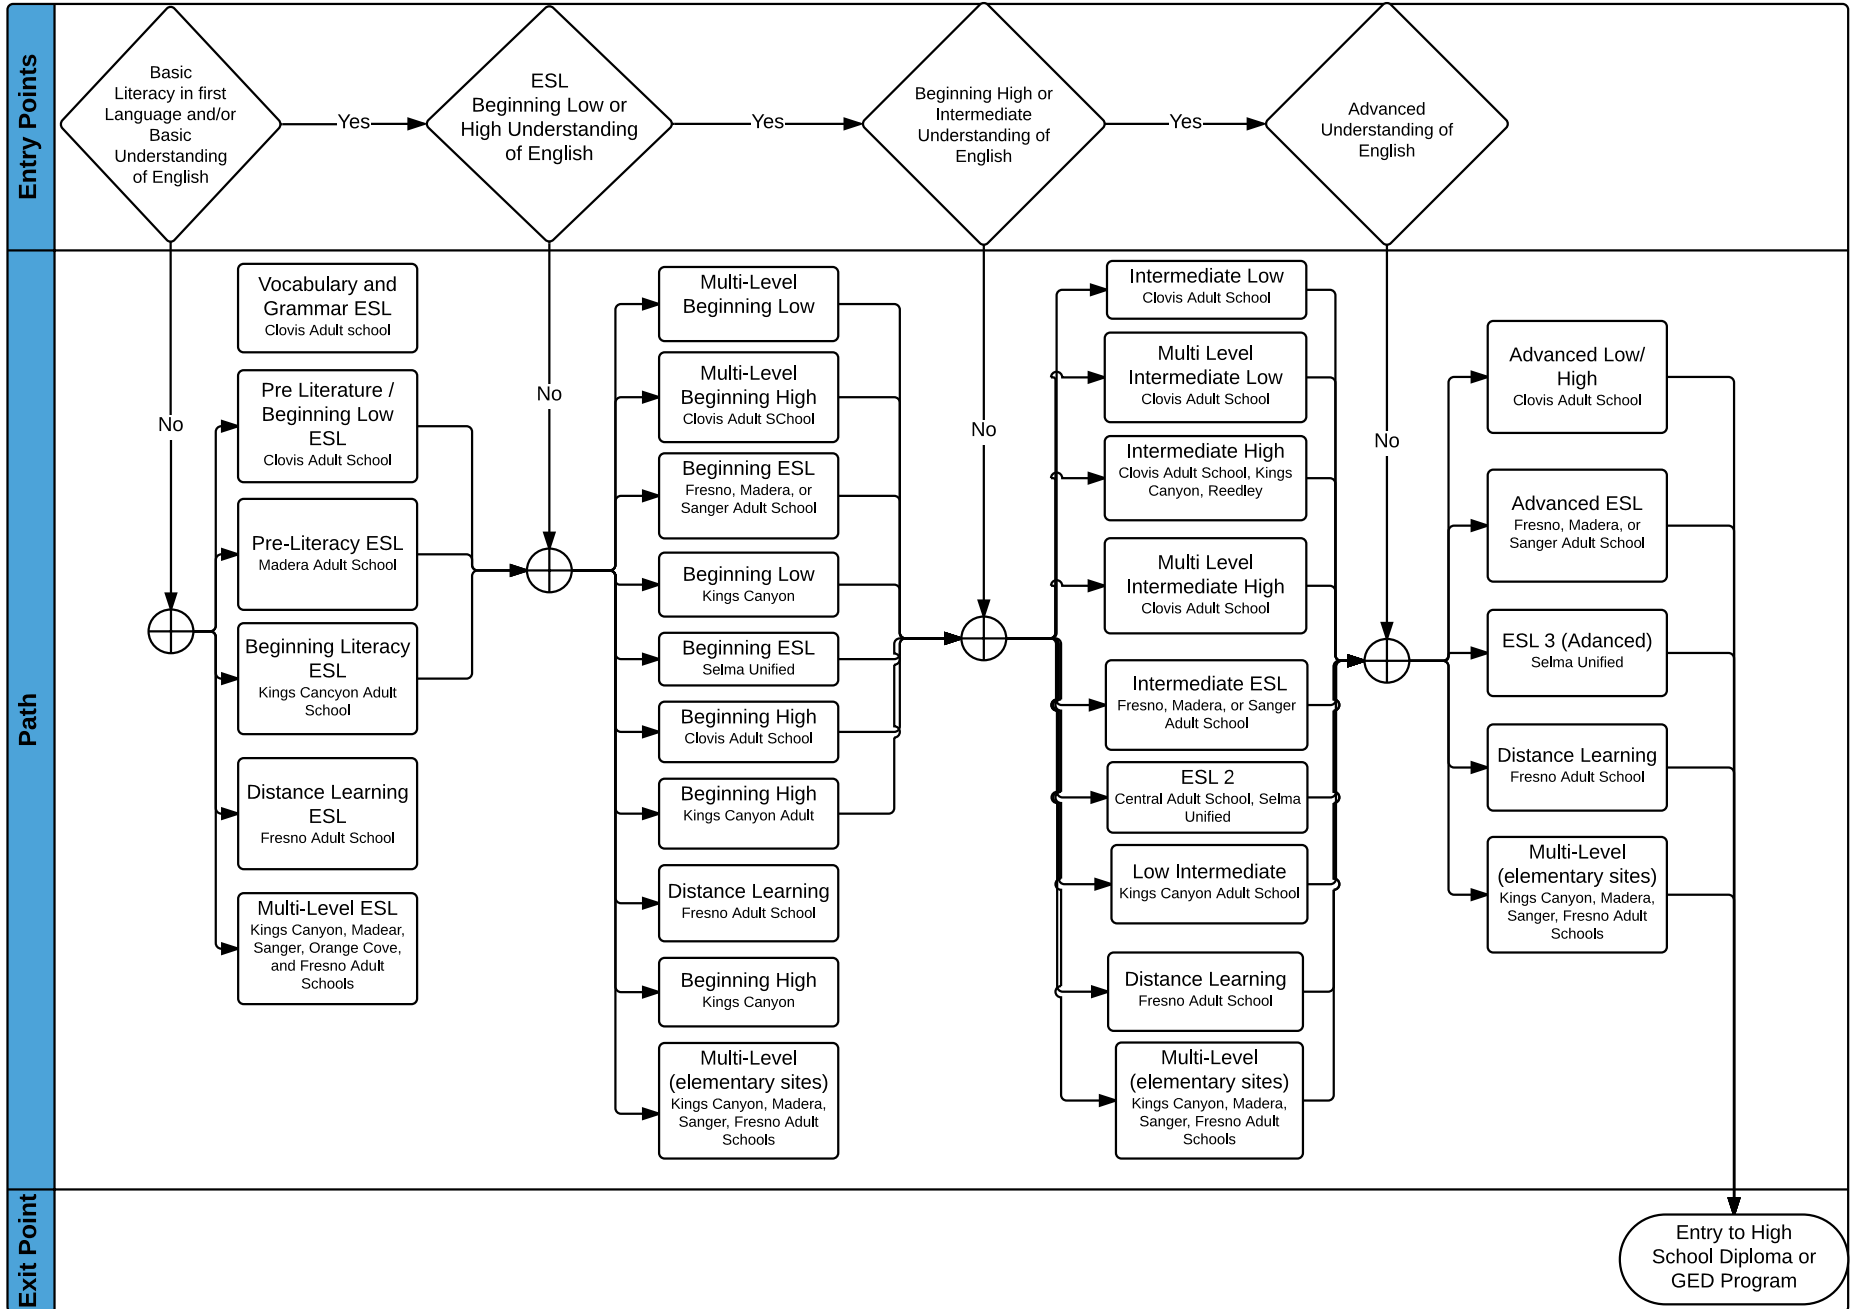 Entry Points
Basic
Literacy in first
Language and/or
Basic
Understanding
of English
Yes
ESL
Beginning Low or
High Understanding
of English
Yes
Beginning High or
Intermediate
Understanding of
English
Yes
Advanced
Understanding of
English
Path
No
Vocabulary and
Grammar ESL
Clovis Adult school
Pre Literature /
Beginning Low
ESL
Clovis Adult School
Pre-Literacy ESL
Madera Adult School
Beginning Literacy
ESL
Kings Cancyon Adult
School
Distance Learning
ESL
Fresno Adult School
Multi-Level ESL
Kings Canyon, Madear,
Sanger, Orange Cove,
and Fresno Adult
Schools
No
Multi-Level
Beginning Low
Multi-Level
Beginning High
Clovis Adult SChool
Beginning ESL
Fresno, Madera, or
Sanger Adult School
Beginning Low
Kings Canyon
Beginning ESL
Selma Unified
Beginning High
Clovis Adult School
Beginning High
Kings Canyon Adult
Distance Learning
Fresno Adult School
Beginning High
Kings Canyon
Multi-Level
(elementary sites)
Kings Canyon, Madera,
Sanger, Fresno Adult
Schools
No
Intermediate Low
Clovis Adult School
Multi Level
Intermediate Low
Clovis Adult School
Intermediate High
Clovis Adult School, Kings
Canyon, Reedley
Multi Level
Intermediate High
Clovis Adult School
Intermediate ESL
Fresno, Madera, or Sanger
Adult School
ESL 2
Central Adult School, Selma
Unified
Low Intermediate
Kings Canyon Adult School
Distance Learning
Fresno Adult School
Multi-Level
(elementary sites)
Kings Canyon, Madera,
Sanger, Fresno Adult
Schools
No
Advanced Low/
High
Clovis Adult School
Advanced ESL
Fresno, Madera, or
Sanger Adult School
ESL 3 (Adanced)
Selma Unified
Distance Learning
Fresno Adult School
Multi-Level
(elementary sites)
Kings Canyon, Madera,
Sanger, Fresno Adult
Schools
Exit Point
Entry to High
School Diploma or
GED Program